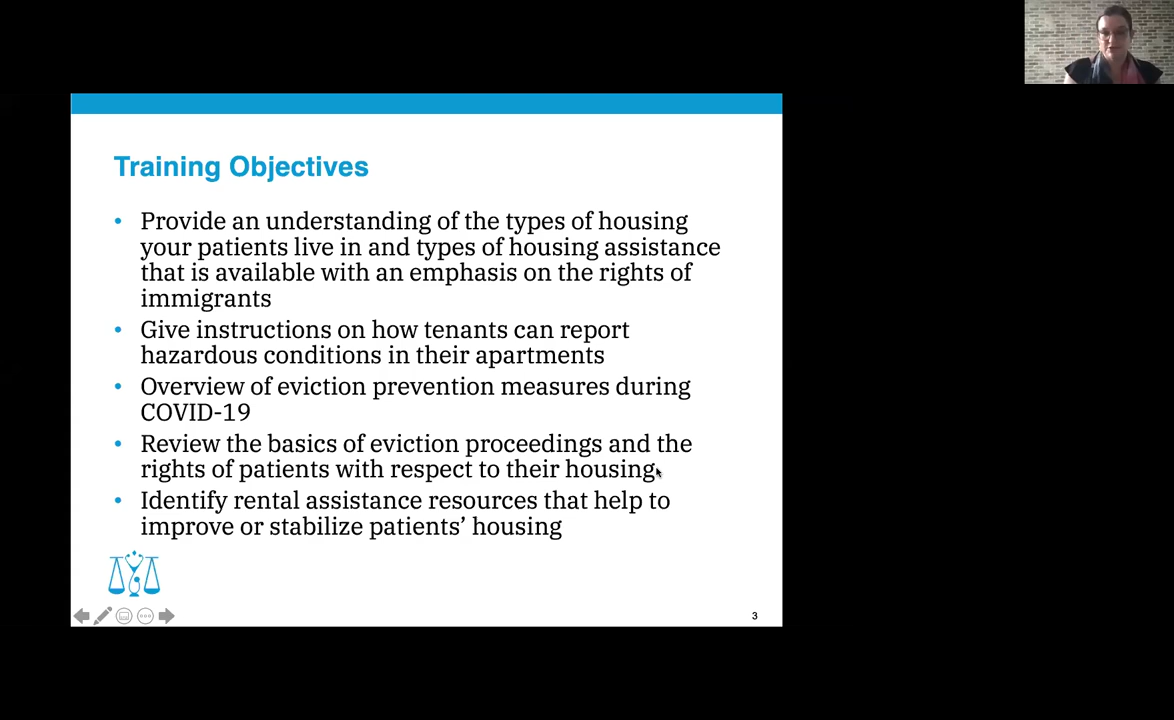 Training Objectives
• Provide an understanding of the types of housing
your patients live in and types of housing assistance
that is available with an emphasis on the rights of
immigrants
• Give instructions on how tenants can report
hazardous conditions in their apartments
• Overview of eviction prevention measures during
COVID-19
• Review the basics of eviction proceedings and the
rights of patients with respect to their housing
• Identify rental assistance resources that help to
improve or stabilize patients’ housing
3